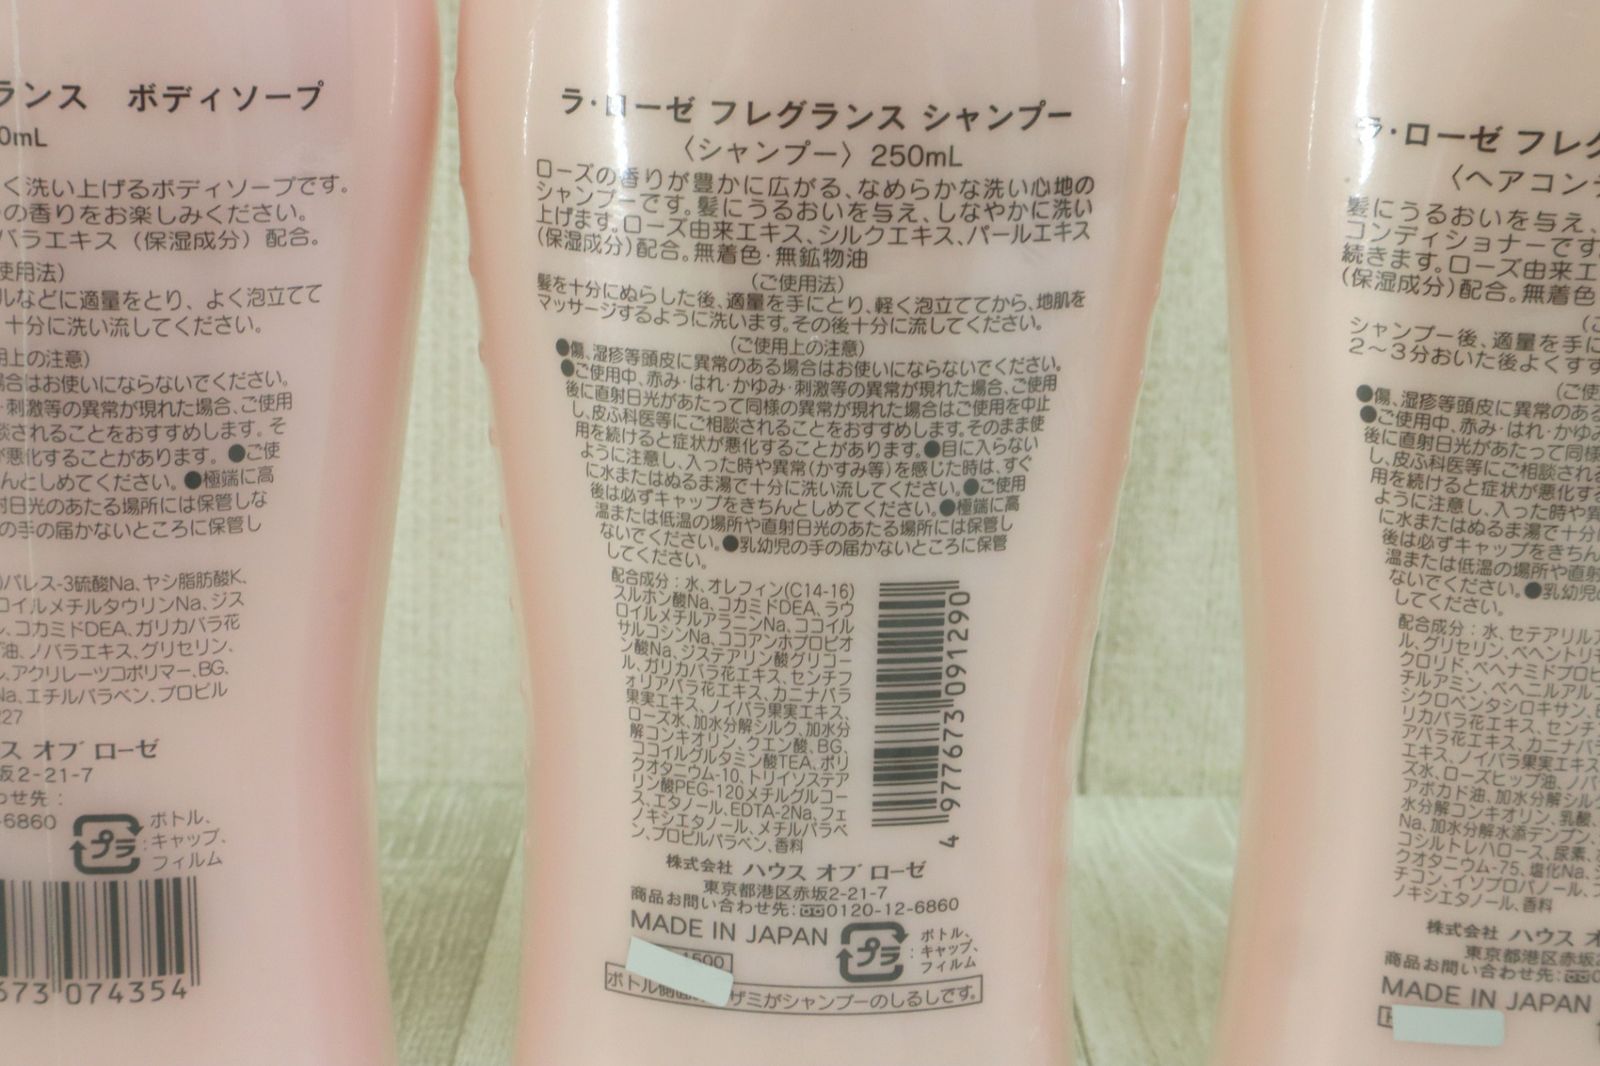 ランス ボディソープ
0mL
く洗い上げるボディソープです。
の香りをお楽しみください。
バラエキス（保湿成分）配合。
使用法)
ルなどに適量をとり、よく泡立てて
十分に洗い流してください。
用上の注意)
場合はお使いにならないでください。
・刺激等の異常が現れた場合、ご使用
談されることをおすすめします。そ
が悪化することがあります。●ご使
んとしめてください。●極端に高
射日光のあたる場所には保管しな
の手の届かないところに保管し
)パレス-3硫酸Na、ヤシ脂肪酸K、
コイルメチルタウリンNa、ジス
ル、コカミドDEA、ガリカバラ花
油、ノバラエキス、グリセリン、
、アクリレーツコポリマー、BG、
Na、エチルパラベン、プロピル
227
ス オブ ローゼ
坂2-21-7
わせ先：
-6860
プラ
：ボトル、
キャップ、
フィルム
673 074354
ラ・ローゼ フレグランス シャンプー
〈シャンプー〉250mL
ローズの香りが豊かに広がる、なめらかな洗い心地の
シャンプーです。髪にうるおいを与え、しなやかに洗い
上げます。ローズ由来エキス、シルクエキス、パールエキス
(保湿成分)配合。無着色・無鉱物油
(ご使用法)
髪を十分にぬらした後、適量を手にとり、軽く泡立ててから、地肌を
マッサージするように洗います。その後十分に流してください。
(ご使用上の注意)
●傷、湿疹等頭皮に異常のある場合はお使いにならないでください。
●ご使用中、赤み・はれ・かゆみ・刺激等の異常が現れた場合、ご使用
後に直射日光があたって同様の異常が現れた場合はご使用を中止
し、皮ふ科医等にご相談されることをおすすめします。そのまま使
用を続けると症状が悪化することがあります。●目に入らない
ように注意し、入った時や異常(かすみ等)を感じた時は、すぐ
に水またはぬるま湯で十分に洗い流してください。●ご使用
後は必ずキャップをきちんとしめてください。●極端に高
温または低温の場所や直射日光のあたる場所には保管し
ないでください。●乳幼児の手の届かないところに保管
してください。
配合成分：水、オレフィン(C14-16)
スルホン酸Na、コカミドDEA、ラウ
ロイルメチルアラニンNa、ココイル
サルコシンNa、ココアンホプロピオ
ン酸Na、ジステアリン酸グリコー
ル、ガリカバラ花エキス、センチフ
ォリアバラ花エキス、カニナバラ
果実エキス、ノイバラ果実エキス、
ローズ水、加水分解シルク、加水分
解コンキオリン、クエン酸、BG、
ココイルグルタミン酸TEA、ポリ
クオタニウム-10、トリイソステア
リン酸PEG-120メチルグルコー
ス、エタノール、EDTA-2Na、フェ
ノキシエタノール、メチルパラベ
ン、プロピルパラベン、香料
4 977673 091290
株式会社 ハウス オブ ローゼ
東京都港区赤坂2-21-7
商品お問い合わせ先：0120-12-6860
MADE IN JAPAN
プラ
：ボトル、
キャップ、
フィルム
1500
ボトル側面の ザミがシャンプーのしるしです。
ラ・ローゼ フレグ
〈ヘアコンデ
髪にうるおいを与え、
コンディショナーです
続きます。ローズ由来エ
(保湿成分)配合。無着色
(ご
シャンプー後、適量を手に
2～3分おいた後よくすす
(ご使
●傷、湿疹等頭皮に異常のある
●ご使用中、赤み・はれ・かゆみ
後に直射日光があたって同様
し、皮ふ科医等にご相談される
用を続けると症状が悪化する
ように注意し、入った時や異
に水またはぬるま湯で十分に
後は必ずキャップをきちん
温または低温の場所や直射
ないでください。●乳幼児の
してください。
配合成分：水、セテアリルア
ル、グリセリン、ベヘントリモ
クロリド、ベヘナミドプロピ
チルアミン、ベヘニルアルコ
シクロペンタシロキサン、
リカバラ花エキス、センチフ
アバラ花エキス、カニナバラ
エキス、ノイバラ果実エキス
ズ水、ローズヒップ油、ノバ
アボカド油、加水分解シルク
水分解コンキオリン、乳酸、
Na、加水分解水添デンプン、
コシルトレハロース、尿素、
クオタニウム-75、塩化Na、
チコン、イソプロパノール、
ノキシエタノール、香料
株式会社 ハウス オ
東京都港区赤坂
商品お問い合わせ先：
MADE IN JAPAN